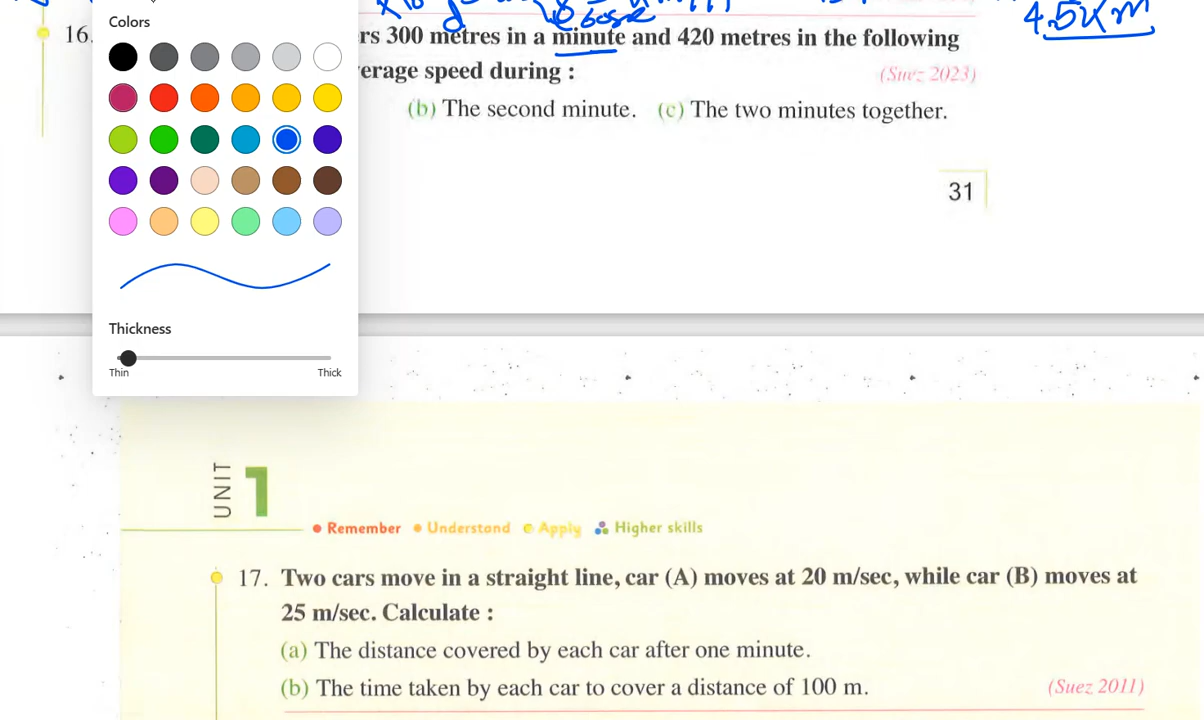 Colors
4.5 km
16. rs 300 metres in a minute and 420 metres in the following
erage speed during : (Suez 2023)
(b) The second minute. (c) The two minutes together.
31
Thickness
Thin Thick
UNIT 1
Remember Understand Apply Higher skills
17. Two cars move in a straight line, car (A) moves at 20 m/sec, while car (B) moves at
25 m/sec. Calculate :
(a) The distance covered by each car after one minute.
(b) The time taken by each car to cover a distance of 100 m. (Suez 2011)